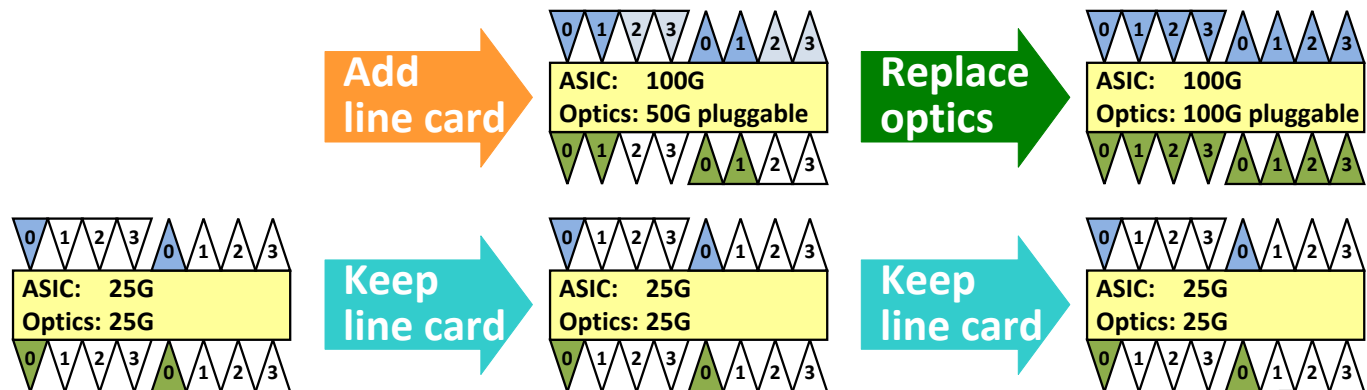 0 1 2 3 0 1 2 3
0 1 2 3 0 1 2 3
Add
line card
ASIC: 100G
Optics: 50G pluggable
Replace
optics
ASIC: 100G
Optics: 100G pluggable
0 1 2 3 0 1 2 3
0 1 2 3 0 1 2 3
0 1 2 3 0 1 2 3
0 1 2 3 0 1 2 3
0 1 2 3 0 1 2 3
ASIC: 25G
Optics: 25G
Keep
line card
ASIC: 25G
Optics: 25G
Keep
line card
ASIC: 25G
Optics: 25G
0 1 2 3 0 1 2 3
0 1 2 3 0 1 2 3
0 1 2 3 0 1 2 3